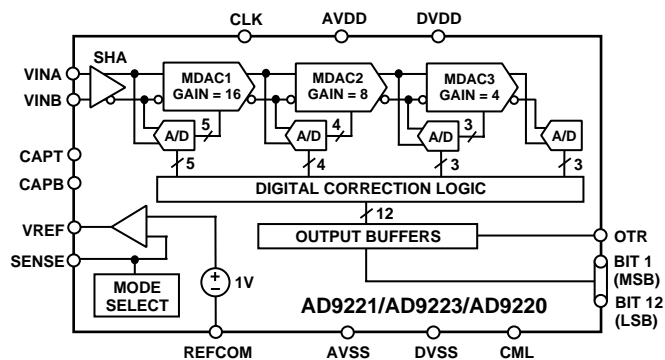 CLK
AVDD
DVDD
SHA
VINA
VINB
MDAC1
GAIN = 16
MDAC2
GAIN = 8
MDAC3
GAIN = 4
A/D
5
A/D
4
A/D
3
A/D
5
4
3
3
CAPT
CAPB
DIGITAL CORRECTION LOGIC
12
VREF
OUTPUT BUFFERS
OTR
SENSE
BIT 1
(MSB)
MODE
SELECT
1V
AD9221/AD9223/AD9220
BIT 12
(LSB)
REFCOM
AVSS
DVSS
CML